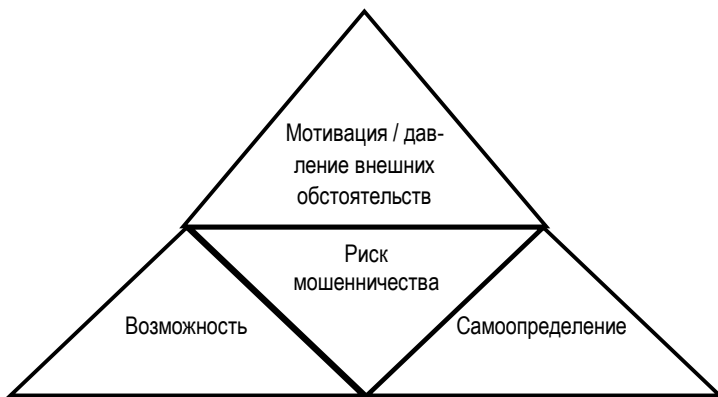 Мотивация / дав-
ление внешних
обстоятельств
Риск
мошенничества
Возможность
Самоопределение